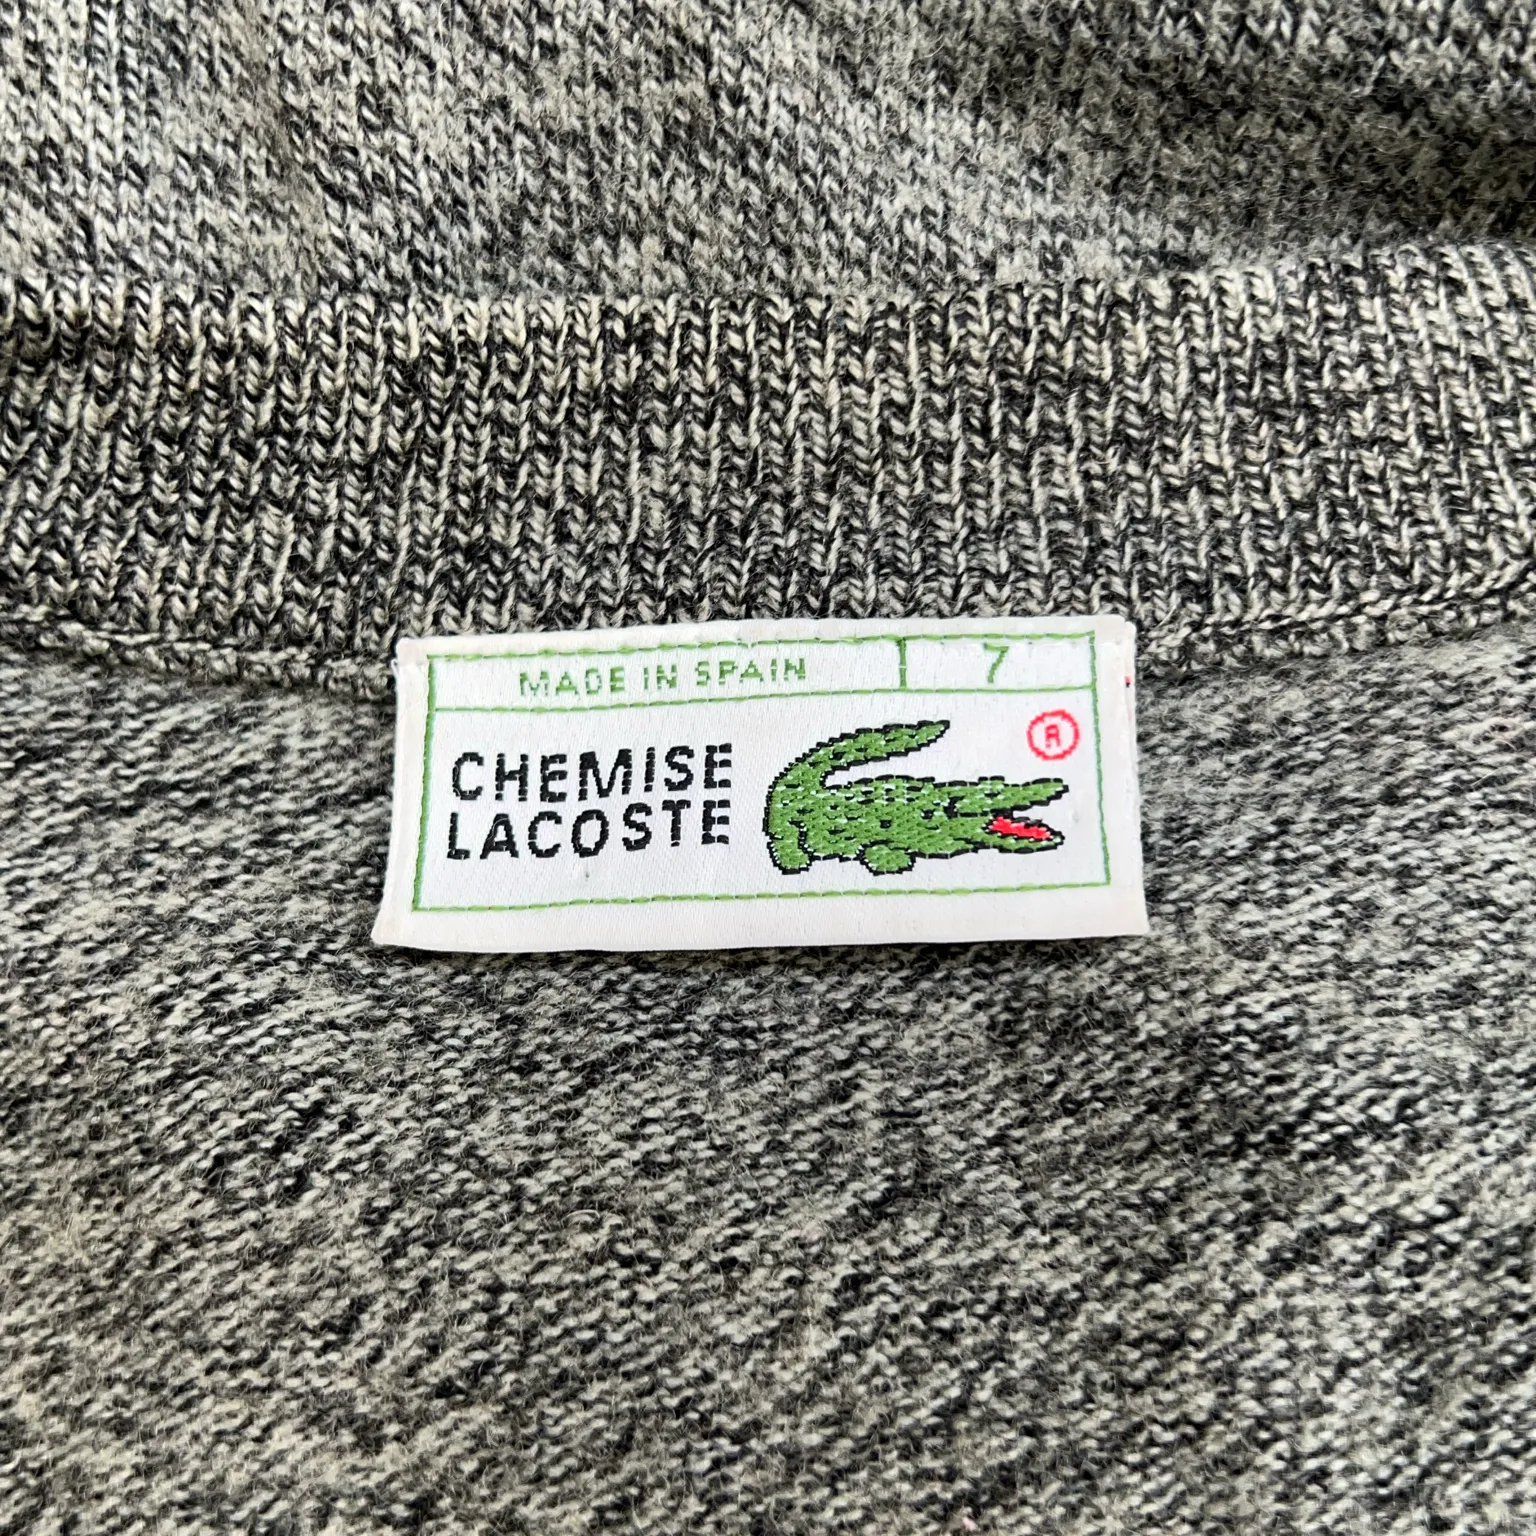 MADE IN SPAIN 7
CHEMISE
LACOSTE
®